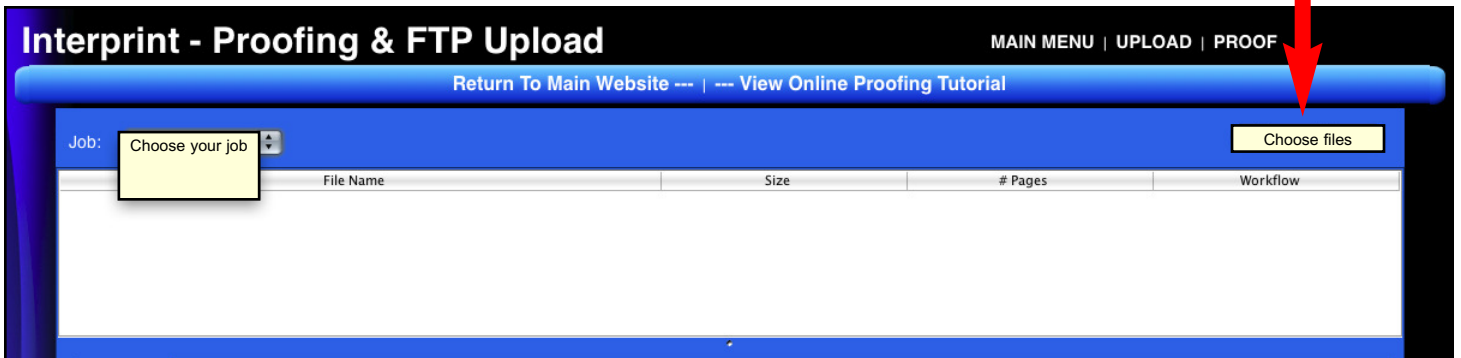 Interprint - Proofing & FTP Upload
MAIN MENU | UPLOAD | PROOF
Return To Main Website --- | --- View Online Proofing Tutorial
Job:
Choose your job
Choose files
File Name
Size
# Pages
Workflow